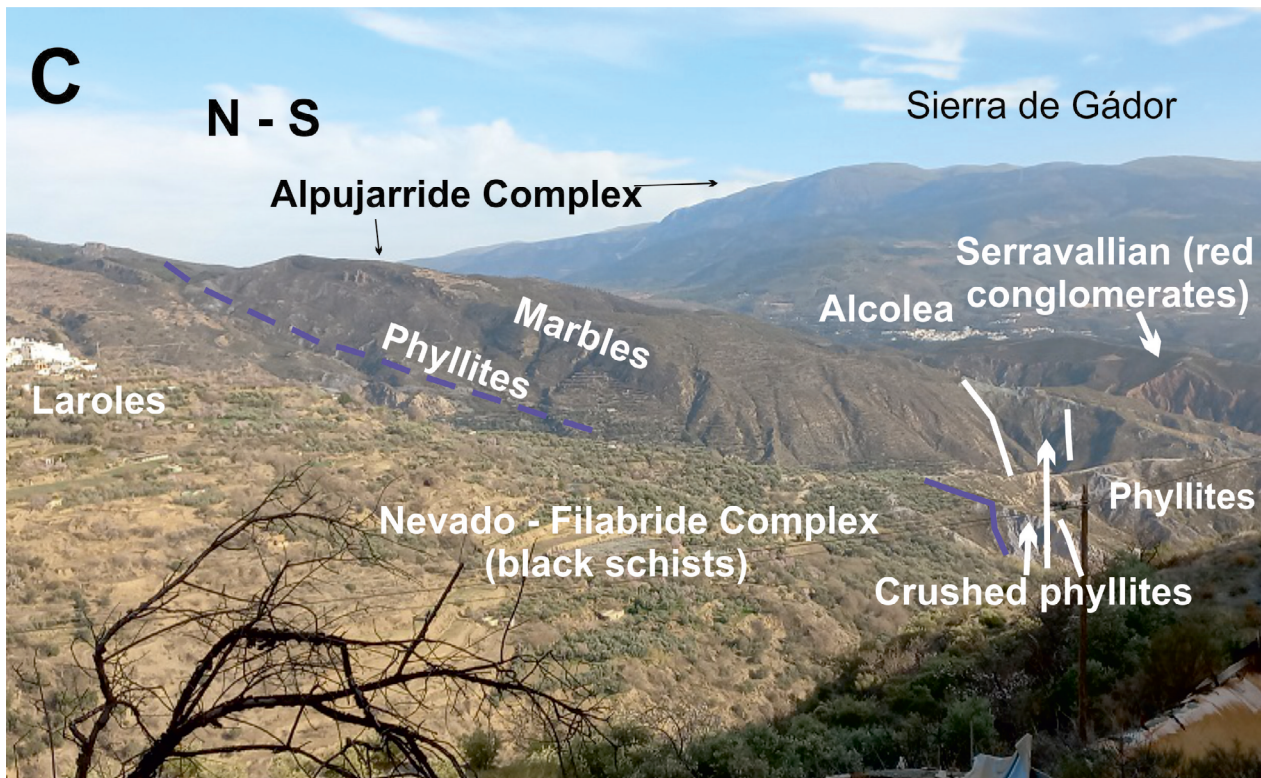 C
N - S
Sierra de Gádor
Alpujarride Complex
Serravallian (red
conglomerates)
Alcolea
Marbles
Phyllites
Laroles
Phyllites
Nevado - Filabride Complex
(black schists)
Crushed phyllites